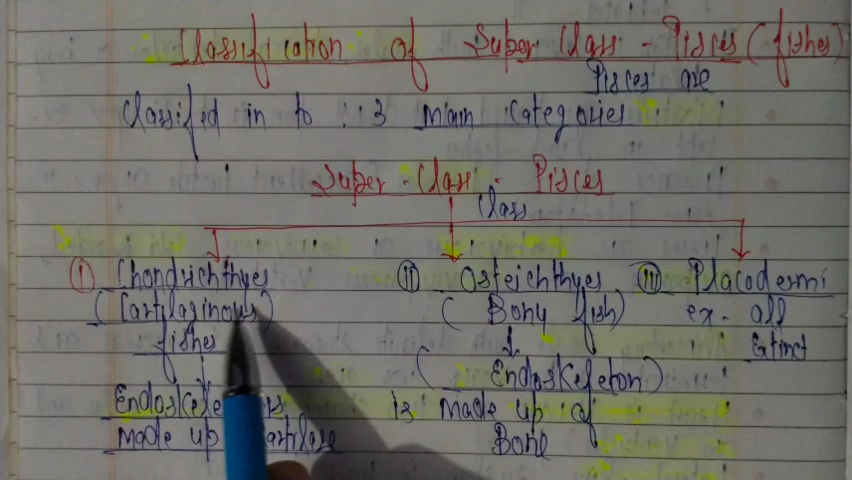 Classification of Super Class - Pisces (fishes)
Pisces are
Classified in to : 3 main Categories
Super - Class - Pisces
Class
(i) Chondrichthyes (ii) Osteichthyes (iii) Placodermi
(Cartilaginous) (Bony fish) ex- all
fishes Extinct
(Endoskeleton)
is made up of
made up Cartilage Bone